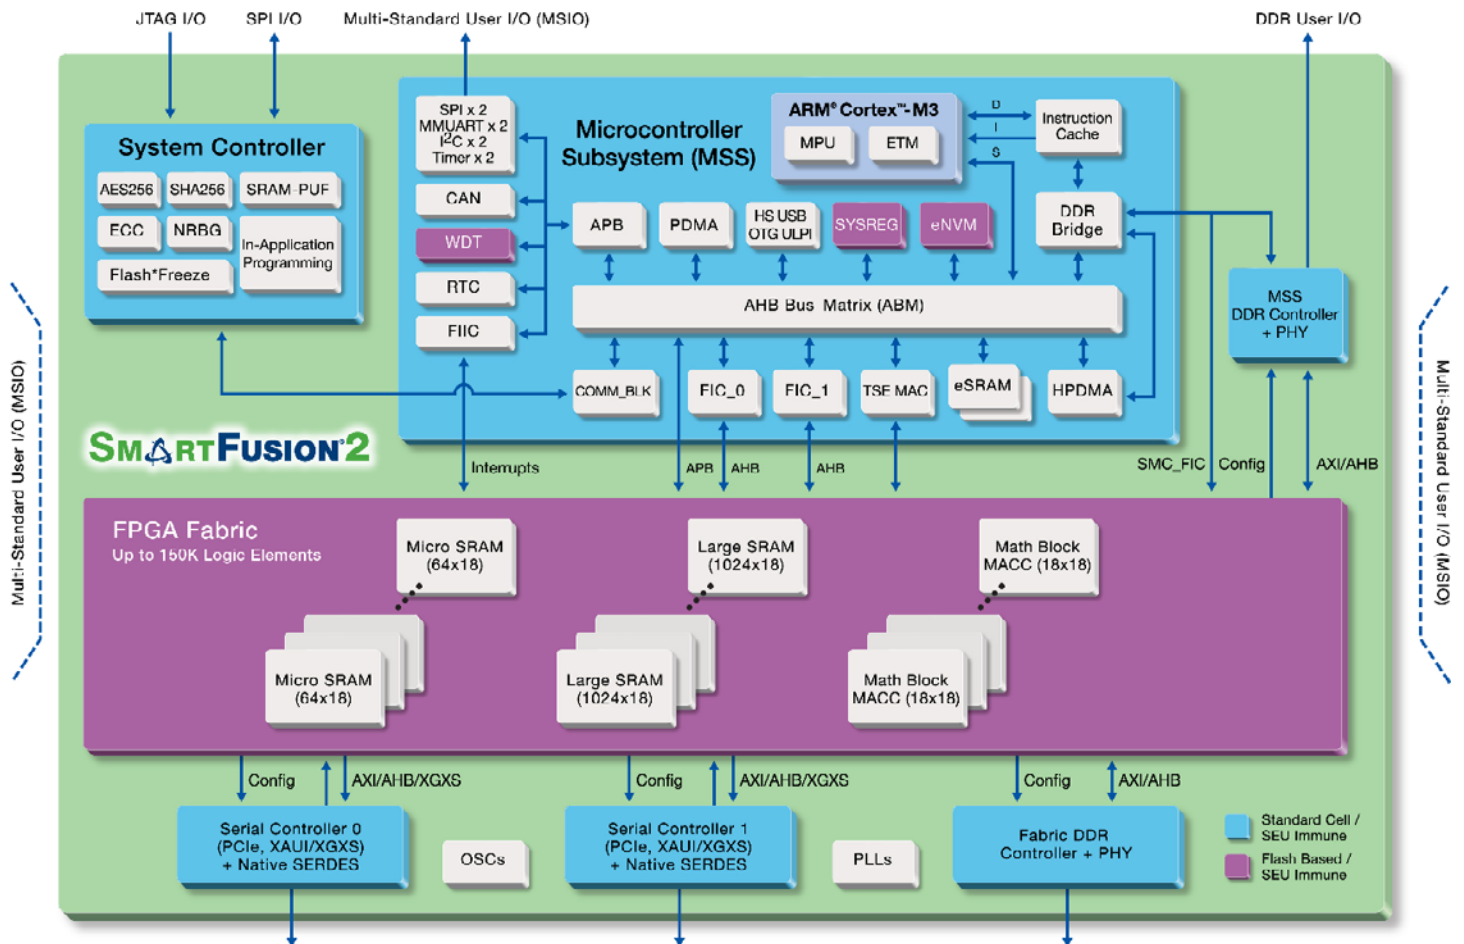 JTAG I/O
SPI I/O
Multi-Standard User I/O (MSIO)
DDR User I/O
System Controller
AES256
SHA256
SRAM-PUF
ECC
NRBG
In-Application
Programming
Flash*Freeze
SPI x 2
MMUART x 2
I²C x 2
Timer x 2
CAN
WDT
RTC
FIIC
Microcontroller
Subsystem (MSS)
ARM® Cortex™-M3
MPU
ETM
D
I
S
Instruction
Cache
APB
PDMA
HS USB
OTG ULPI
SYSREG
eNVM
DDR
Bridge
AHB Bus Matrix (ABM)
MSS
DDR Controller
+ PHY
COMM_BLK
FIC_0
FIC_1
TSE MAC
eSRAM
HPDMA
Multi-Standard User I/O (MSIO)
Multi-Standard User I/O (MSIO)
SMARTFUSION®2
Interrupts
APB
AHB
AHB
SMC_FIC
Config
AXI/AHB
FPGA Fabric
Up to 150K Logic Elements
Micro SRAM
(64x18)
Large SRAM
(1024x18)
Math Block
MACC (18x18)
Micro SRAM
(64x18)
Large SRAM
(1024x18)
Math Block
MACC (18x18)
Config
AXI/AHB/XGXS
Config
AXI/AHB/XGXS
Config
AXI/AHB
Serial Controller 0
(PCIe, XAUI/XGXS)
+ Native SERDES
OSCs
Serial Controller 1
(PCIe, XAUI/XGXS)
+ Native SERDES
PLLs
Fabric DDR
Controller + PHY
Standard Cell /
SEU Immune
Flash Based /
SEU Immune